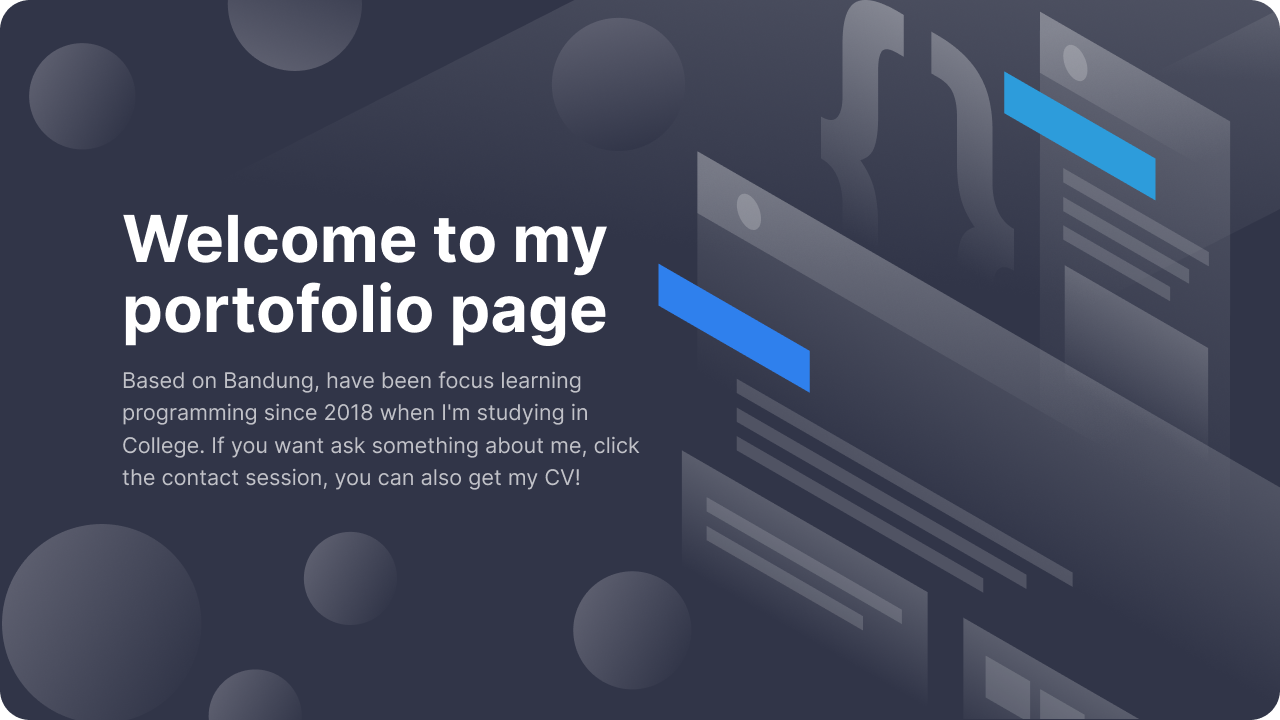 Welcome to my
portofolio page
Based on Bandung, have been focus learning
programming since 2018 when I'm studying in
College. If you want ask something about me, click
the contact session, you can also get my CV!
{ }